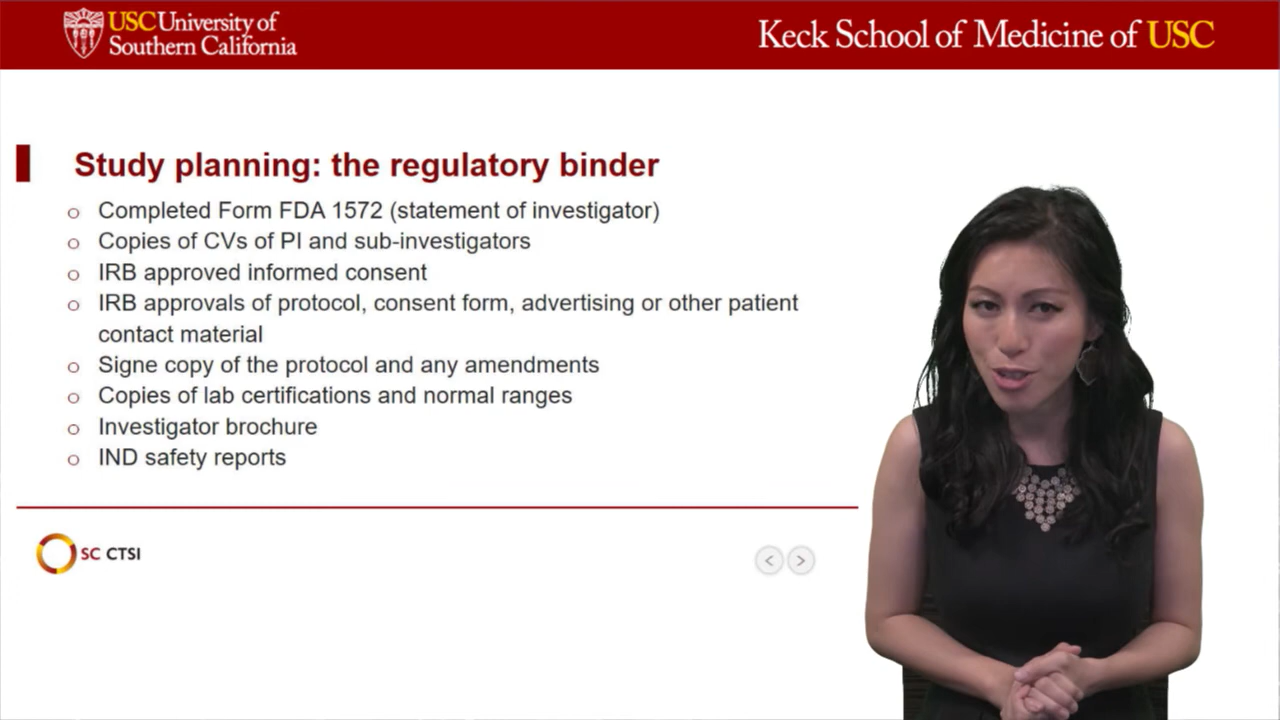 USC University of
Southern California
Keck School of Medicine of USC
Study planning: the regulatory binder
o Completed Form FDA 1572 (statement of investigator)
o Copies of CVs of PI and sub-investigators
o IRB approved informed consent
o IRB approvals of protocol, consent form, advertising or other patient
contact material
o Signe copy of the protocol and any amendments
o Copies of lab certifications and normal ranges
o Investigator brochure
o IND safety reports
SC CTSI
< >